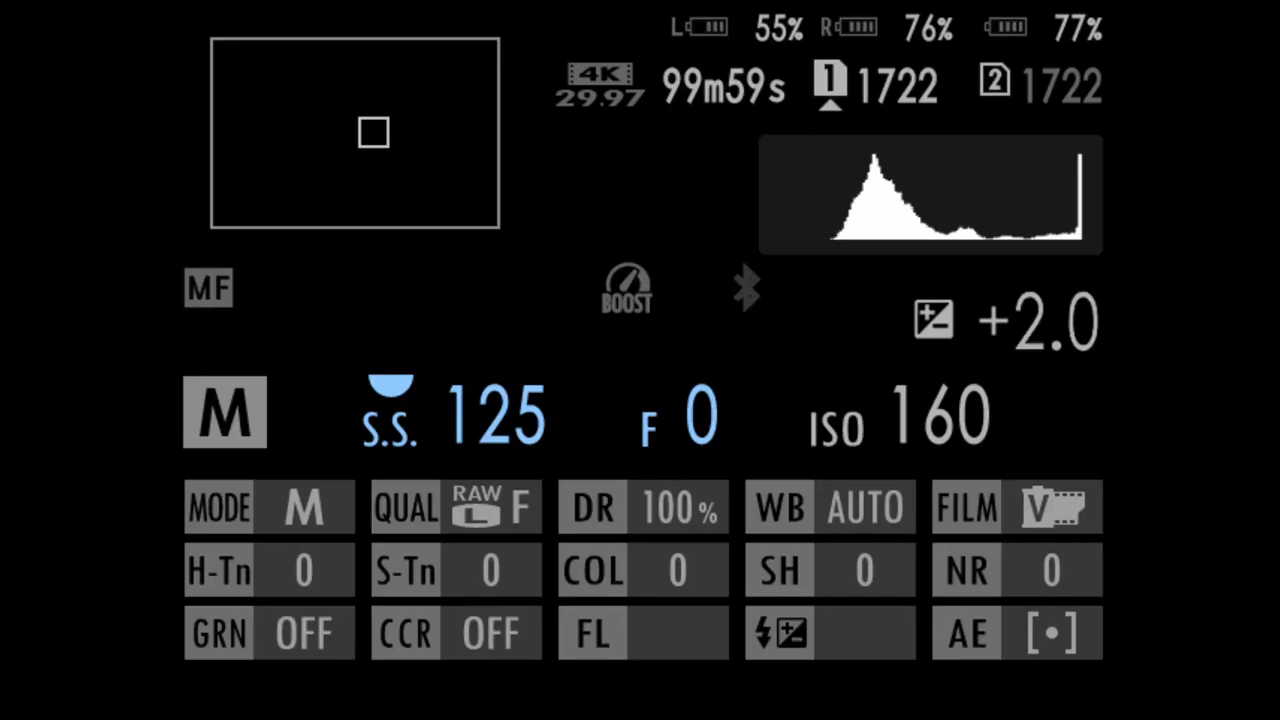 L 55% R 76% 77%
4K 29.97 99m59s 1 1722 2 1722
MF BOOST
+2.0
M S.S. 125 F 0 ISO 160
MODE M QUAL RAW L F DR 100% WB AUTO FILM V
H-Tn 0 S-Tn 0 COL 0 SH 0 NR 0
GRN OFF CCR OFF FL AE [•]